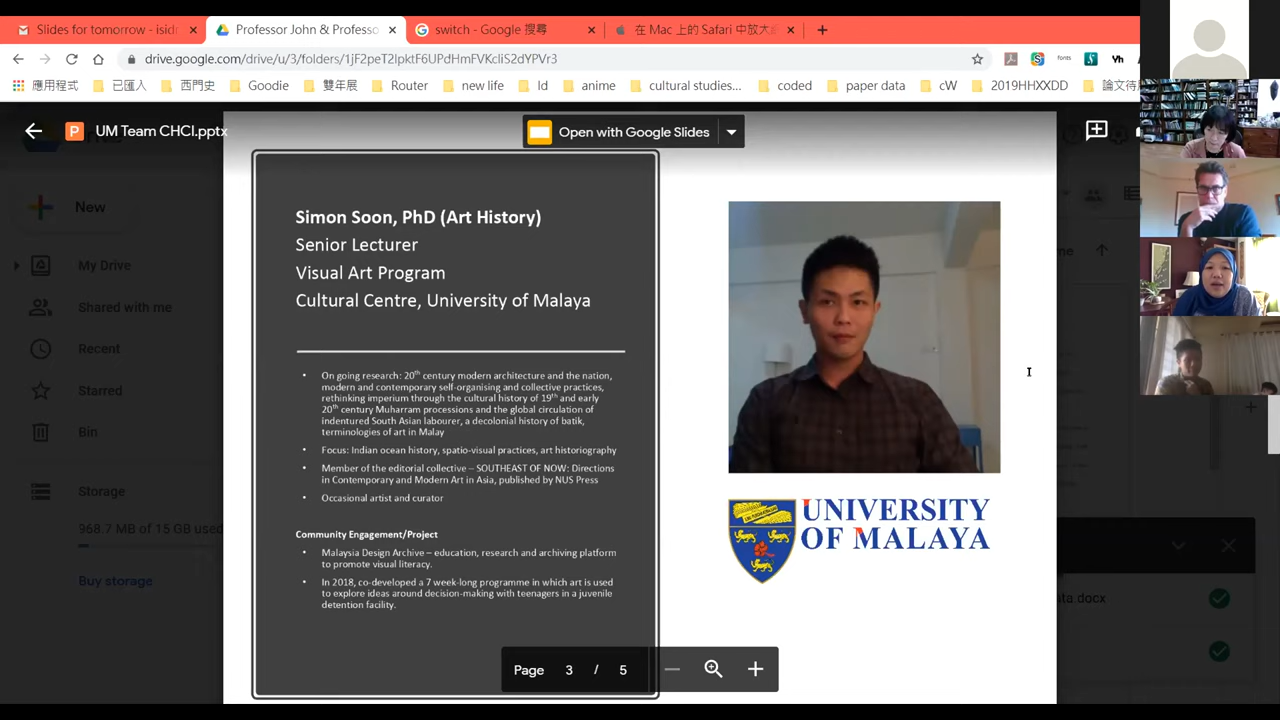 Slides for tomorrow - isid
Professor John & Professo
switch - Google 搜尋
在 Mac 上的 Safari 中放大
drive.google.com/drive/u/3/folders/1jF2peT2IpktF6UPdHmFVKcIiS2dYPVr3
fonts
Yh
應用程式
已匯入
西門史
Goodie
雙年展
Router
new life
ld
anime
cultural studies...
coded
paper data
cW
2019HHXXDD
論文待
P
UM Team CHCI.pptx
Open with Google Slides
New
My Drive
Shared with me
Recent
Starred
Bin
Storage
968.7 MB of 15 GB used
Buy storage
Simon Soon, PhD (Art History)
Senior Lecturer
Visual Art Program
Cultural Centre, University of Malaya
• On going research: 20th century modern architecture and the nation,
modern and contemporary self-organising and collective practices,
rethinking imperium through the cultural history of 19th and early
20th century Muharram processions and the global circulation of
indentured South Asian labourer, a decolonial history of batik,
terminologies of art in Malay
• Focus: Indian ocean history, spatio-visual practices, art historiography
• Member of the editorial collective – SOUTHEAST OF NOW: Directions
in Contemporary and Modern Art in Asia, published by NUS Press
• Occasional artist and curator
Community Engagement/Project
• Malaysia Design Archive – education, research and archiving platform
to promote visual literacy.
• In 2018, co-developed a 7 week-long programme in which art is used
to explore ideas around decision-making with teenagers in a juvenile
detention facility.
UNIVERSITY
OF MALAYA
me
ta.docx
Page 3 / 5